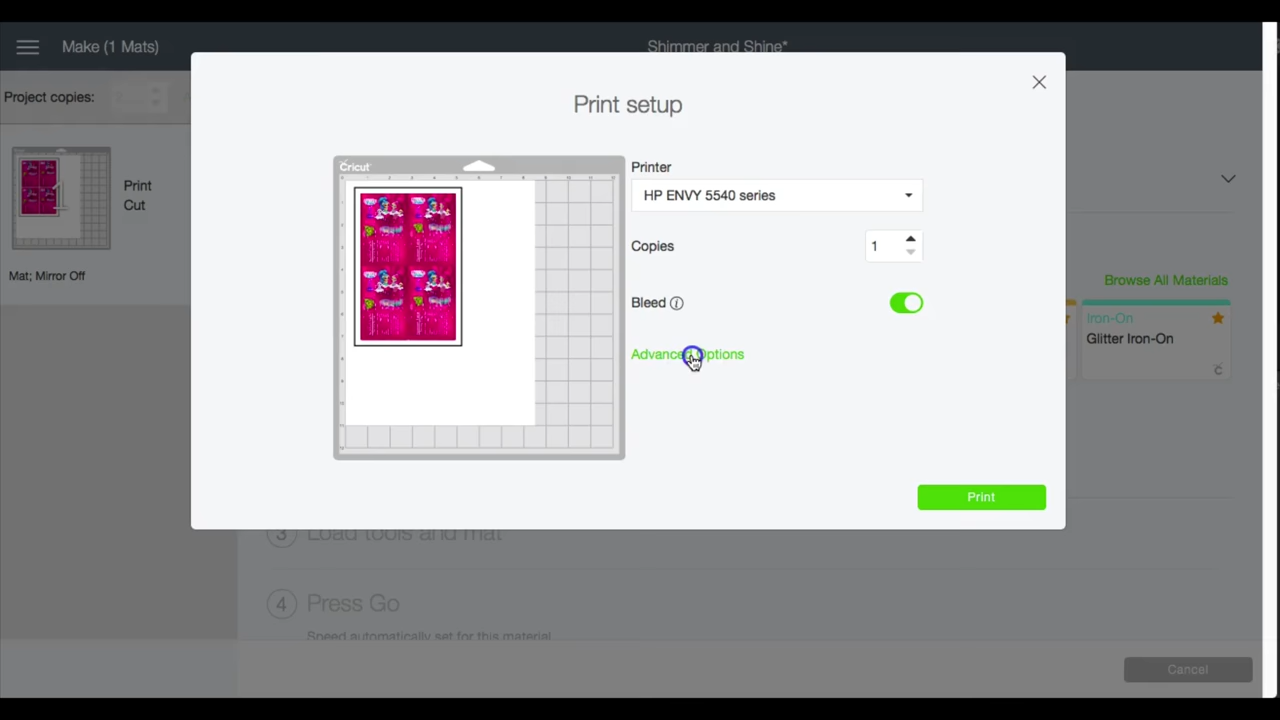 Make (1 Mats)
Shimmer and Shine*
Project copies:
Print
Cut
Mat; Mirror Off
Print setup
Cricut
Printer
HP ENVY 5540 series
Copies
1
Bleed
Advanced Options
Print
Browse All Materials
Iron-On
Glitter Iron-On
3 Load tools and mat
4 Press Go
Speed automatically set for this material
Cancel